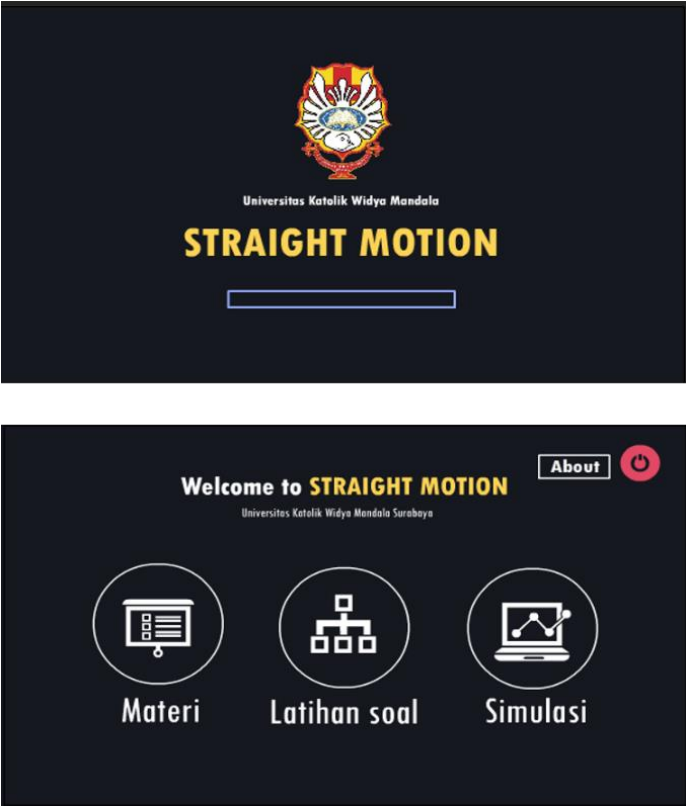 Universitas Katolik Widya Mandala
STRAIGHT MOTION
About
Welcome to STRAIGHT MOTION
Universitas Katolik Widya Mandala Surabaya
Materi
Latihan soal
Simulasi